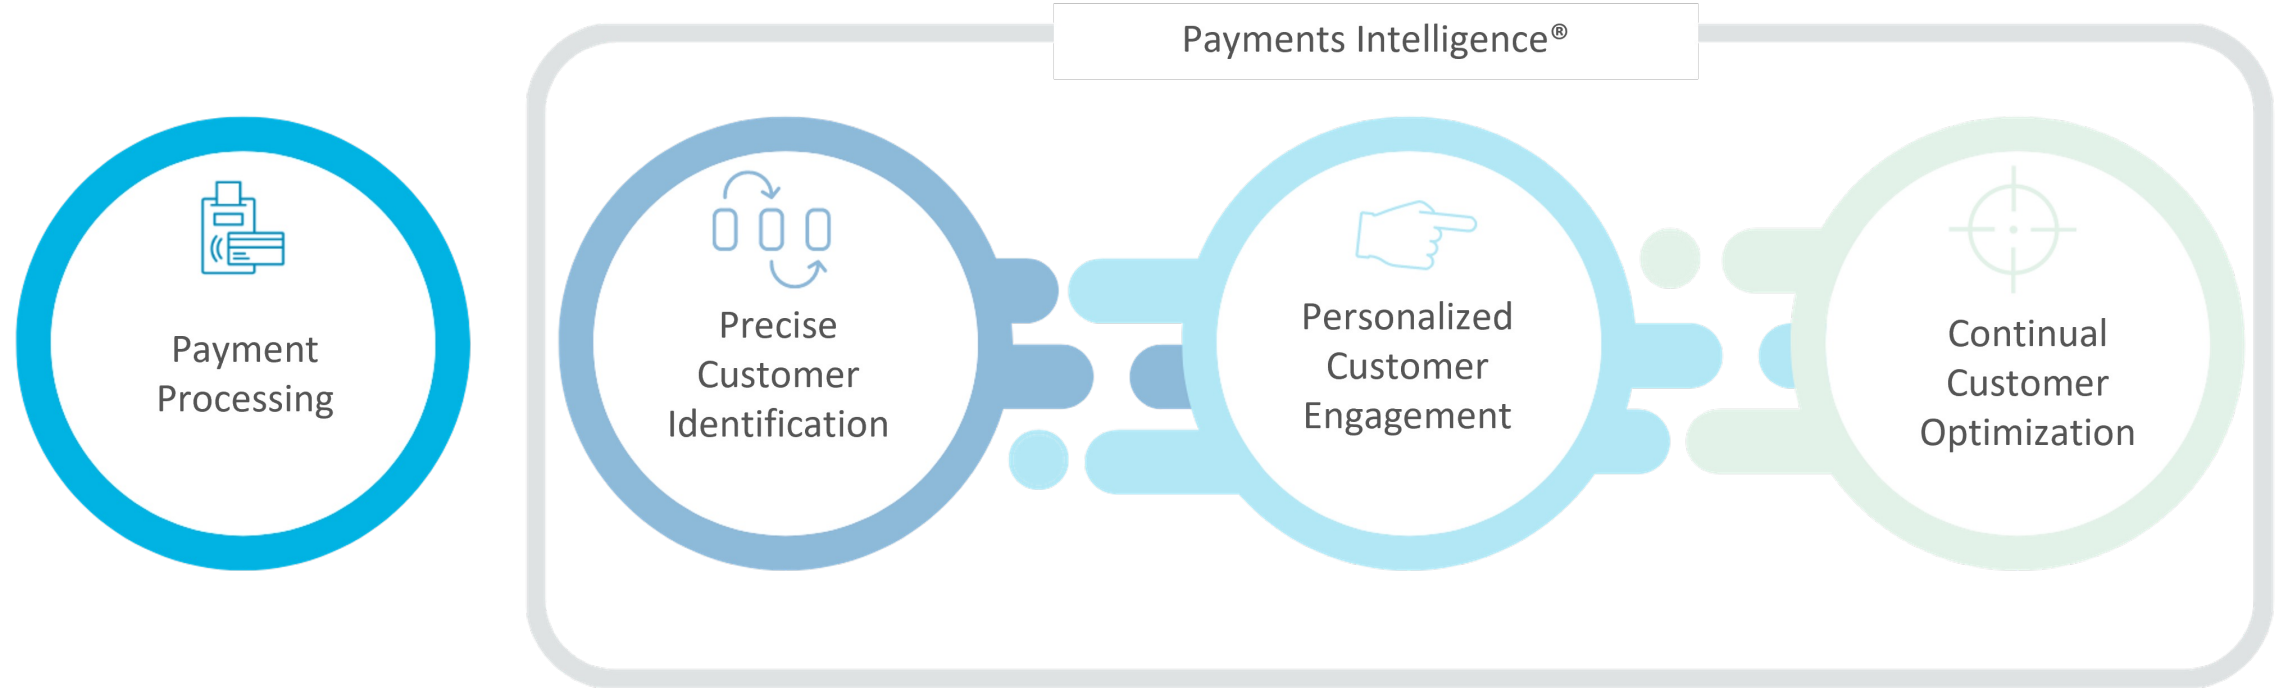 Payments Intelligence®
Payment
Processing
Precise
Customer
Identification
Personalized
Customer
Engagement
Continual
Customer
Optimization